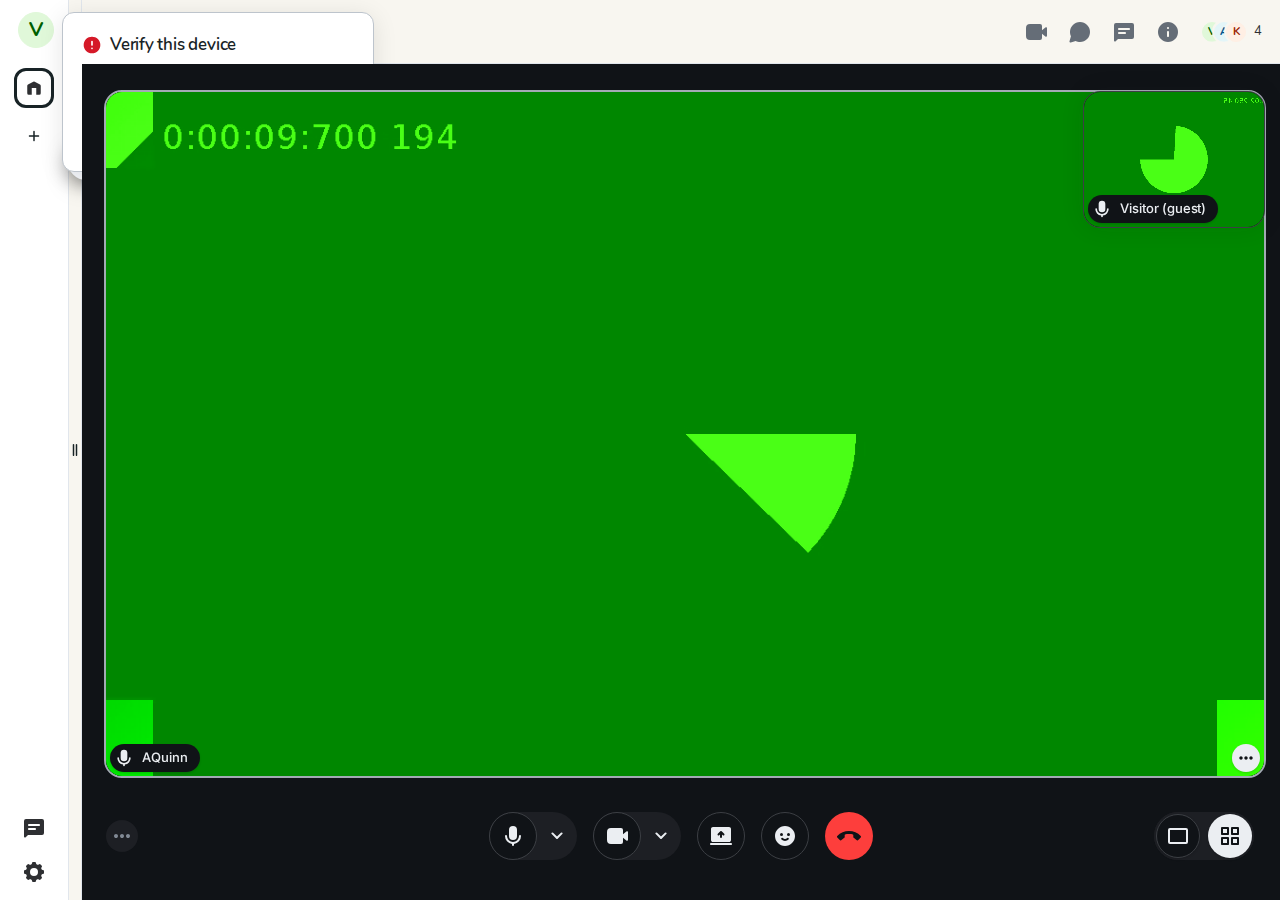 V
Verify this device
V A K 4
0:00:09:700 194
Visitor (guest)
AQuinn